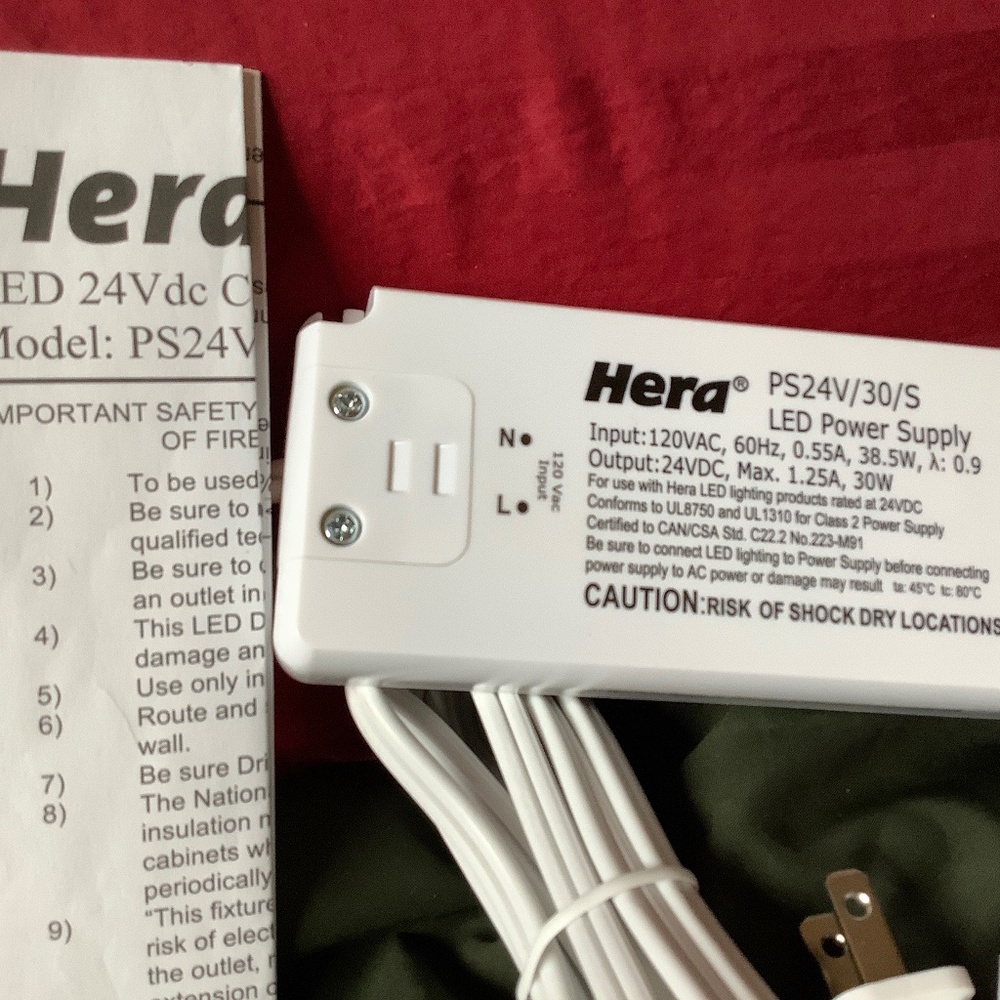 Hera
ED 24Vdc C
Model: PS24V
IMPORTANT SAFETY
OF FIRE
1) To be used
2) Be sure to
qualified tec
3) Be sure to
an outlet in
4) This LED D
damage an
5) Use only in
6) Route and
wall.
7) Be sure Dri
8) The Nation
insulation
cabinets wh
periodically
9) "This fixture
risk of elect
the outlet,
extension
Hera® PS24V/30/S
LED Power Supply
Input:120VAC, 60Hz, 0.55A, 38.5W, λ: 0.9
Output:24VDC, Max. 1.25A, 30W
For use with Hera LED lighting products rated at 24VDC
Conforms to UL8750 and UL1310 for Class 2 Power Supply
Certified to CAN/CSA Std. C22.2 No.223-M91
Be sure to connect LED lighting to Power Supply before connecting
power supply to AC power or damage may result ta: 45°C tc: 80°C
CAUTION:RISK OF SHOCK DRY LOCATIONS
N
L
120 Vac
Input